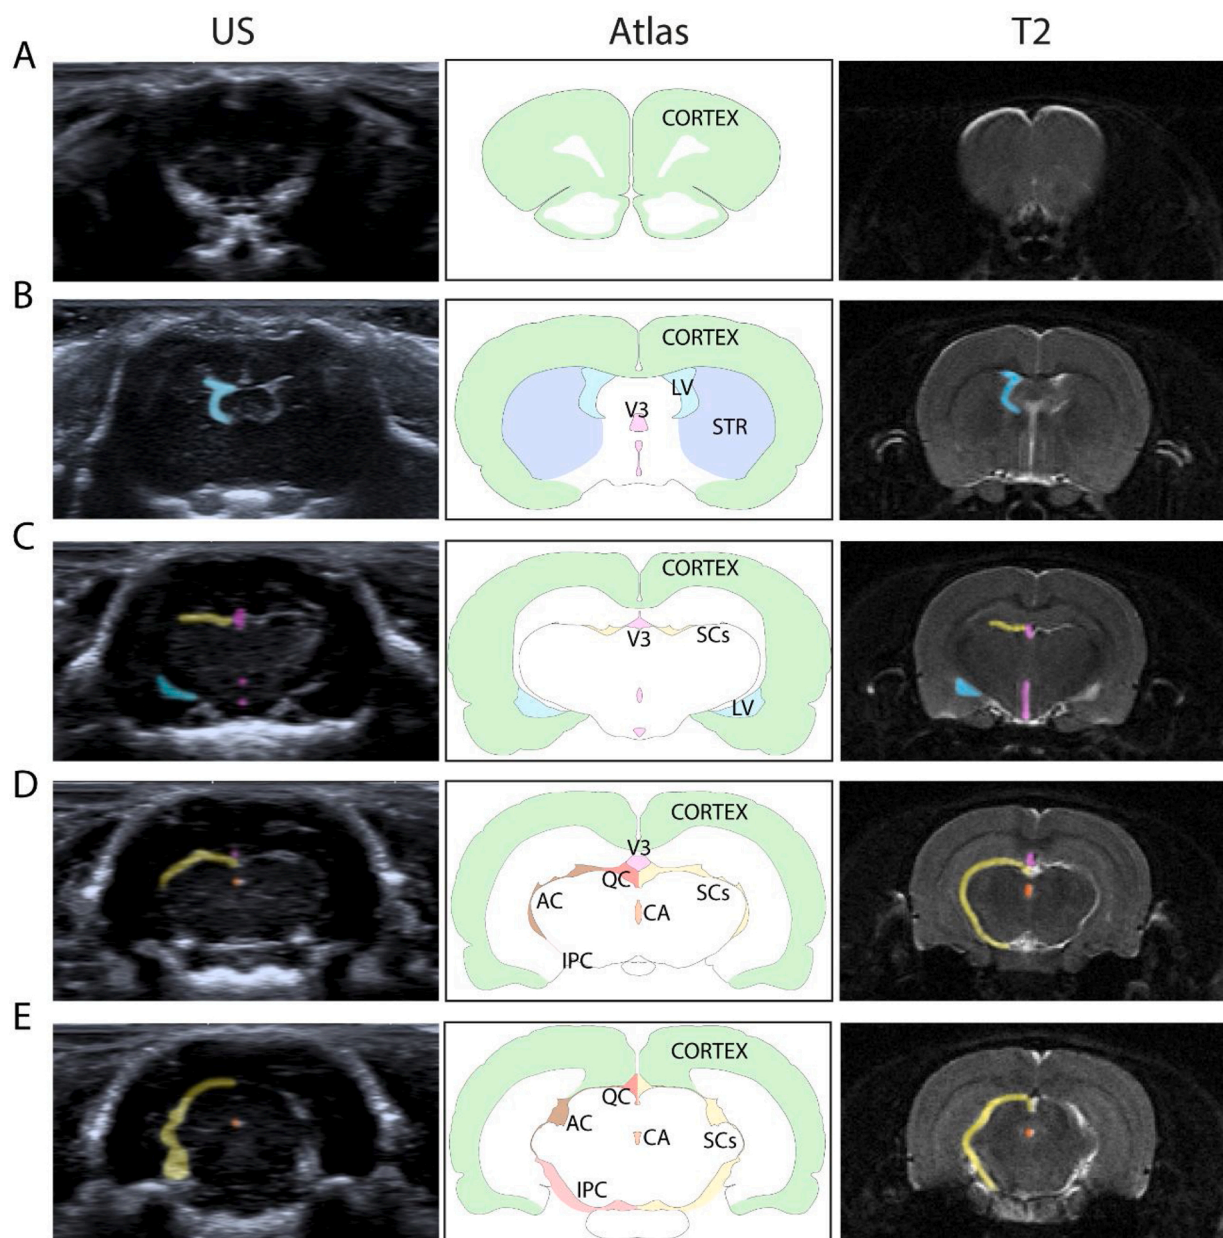 US Atlas T2
A
CORTEX
B
CORTEX
LV
V3
STR
C
CORTEX
V3 SCs
LV
D
CORTEX
V3
QC
AC SCs
CA
IPC
E
CORTEX
QC
AC
CA SCs
IPC